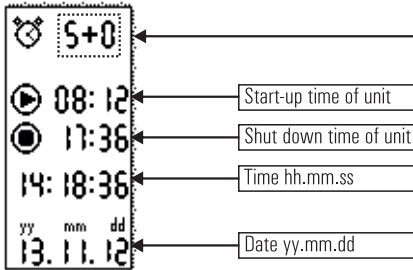 5+0
08:12 Start-up time of unit
17:36 Shut down time of unit
14:18:36 Time hh.mm.ss
yy mm dd
13.11.12 Date yy.mm.dd